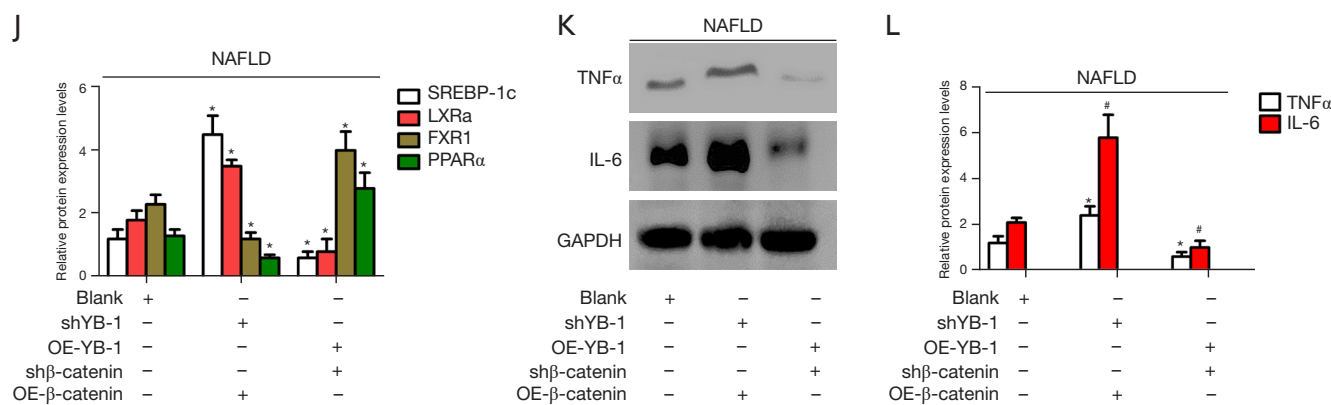 J
NAFLD
Relative protein expression levels
8
6
4
2
0
* * * * * * * *
SREBP-1c
LXRa
FXR1
PPARα
Blank + – –
shYB-1 – + –
OE-YB-1 – – +
shβ-catenin – – +
OE-β-catenin – + –
K
NAFLD
TNFα
IL-6
GAPDH
Blank + – –
shYB-1 – + –
OE-YB-1 – – +
shβ-catenin – – +
OE-β-catenin – + –
L
NAFLD
Relative protein expression levels
8
6
4
2
0
* # * #
TNFα
IL-6
Blank + – –
shYB-1 – + –
OE-YB-1 – – +
shβ-catenin – – +
OE-β-catenin – + –